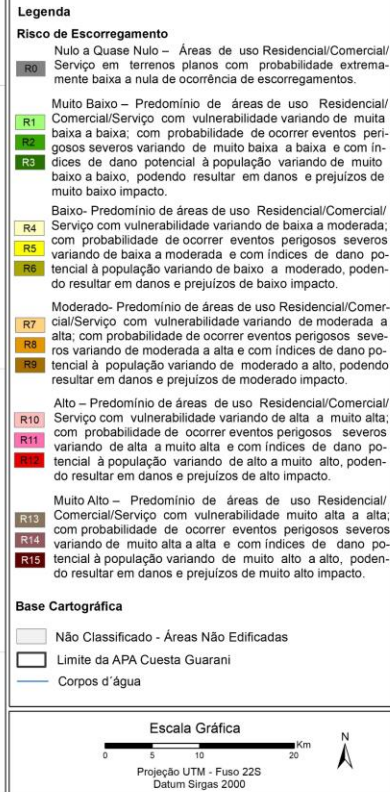 Legenda
Risco de Escorregamento
Nulo a Quase Nulo – Áreas de uso Residencial/Comercial/
R0 Serviço em terrenos planos com probabilidade extrema-
mente baixa a nula de ocorrência de escorregamentos.
Muito Baixo – Predomínio de áreas de uso Residencial/
R1 Comercial/Serviço com vulnerabilidade variando de muita
baixa a baixa; com probabilidade de ocorrer eventos peri-
R2 gosos severos variando de muito baixa a baixa e com ín-
R3 dices de dano potencial à população variando de muito
baixo a baixo, podendo resultar em danos e prejuízos de
muito baixo impacto.
Baixo- Predomínio de áreas de uso Residencial/Comercial/
R4 Serviço com vulnerabilidade variando de baixa a moderada;
R5 com probabilidade de ocorrer eventos perigosos severos
variando de baixa a moderada e com índices de dano po-
R6 tencial à população variando de baixo a moderado, poden-
do resultar em danos e prejuízos de baixo impacto.
Moderado- Predomínio de áreas de uso Residencial/Comer-
R7 cial/Serviço com vulnerabilidade variando de moderada a
alta; com probabilidade de ocorrer eventos perigosos seve-
R8 ros variando de moderada a alta e com índices de dano po-
R9 tencial à população variando de moderado a alto, podendo
resultar em danos e prejuízos de moderado impacto.
Alto – Predomínio de áreas de uso Residencial/Comercial/
R10 Serviço com vulnerabilidade variando de alta a muito alta;
R11 com probabilidade de ocorrer eventos perigosos severos
variando de alta a muito alta e com índices de dano po-
R12 tencial à população variando de alto a muito alto, poden-
do resultar em danos e prejuízos de alto impacto.
Muito Alto – Predomínio de áreas de uso Residencial/
R13 Comercial/Serviço com vulnerabilidade muito alta a alta;
com probabilidade de ocorrer eventos perigosos severos
R14 variando de muito alta a alta e com índices de dano po-
R15 tencial à população variando de muito alto a alto, poden-
do resultar em danos e prejuízos de muito alto impacto.
Base Cartográfica
Não Classificado - Áreas Não Edificadas
Limite da APA Cuesta Guarani
Corpos d´água
Escala Gráfica
N
Km
0 5 10 20
Projeção UTM - Fuso 22S
Datum Sirgas 2000